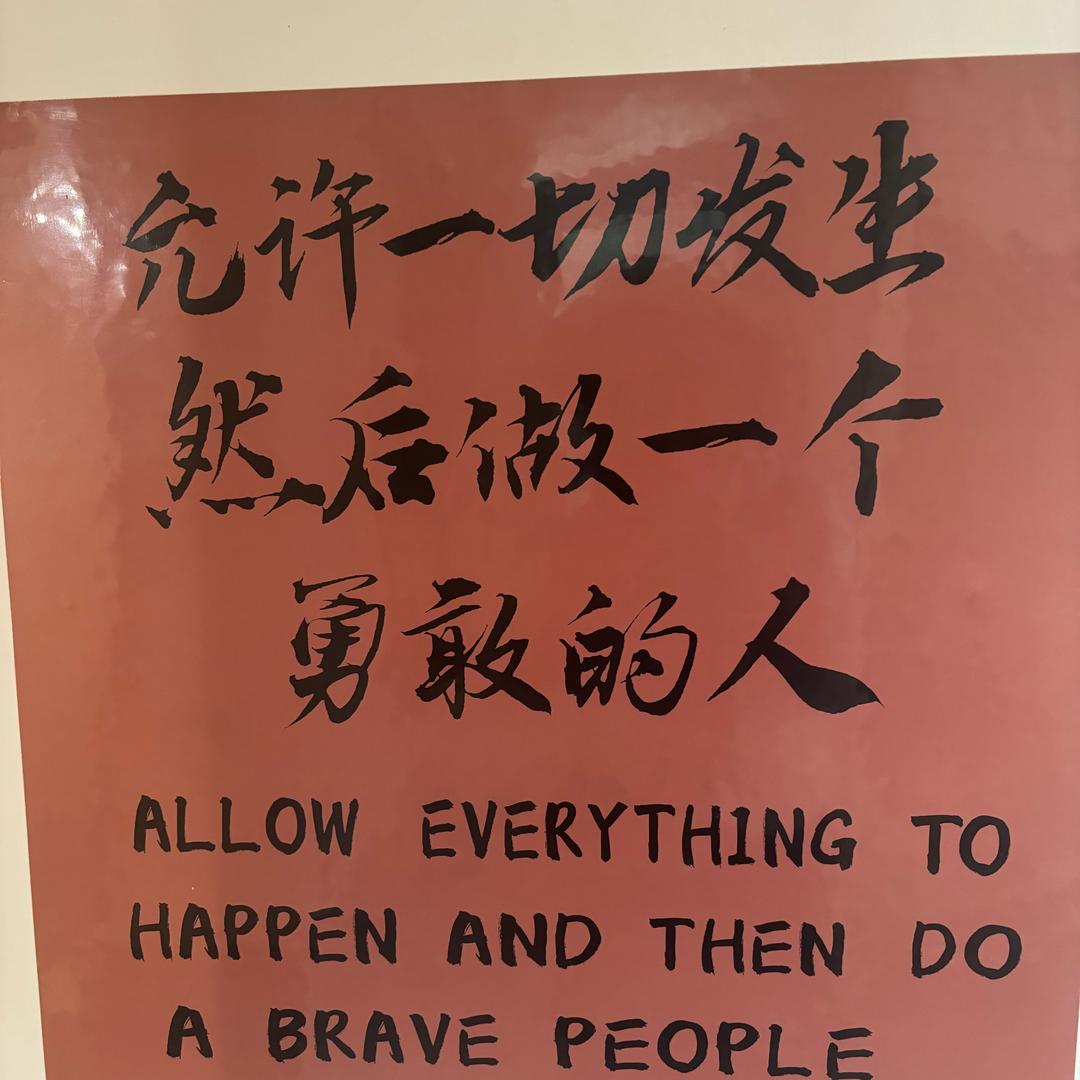 允许一切发生
然后做一个
勇敢的人
ALLOW EVERYTHING TO
HAPPEN AND THEN DO
A BRAVE PEOPLE